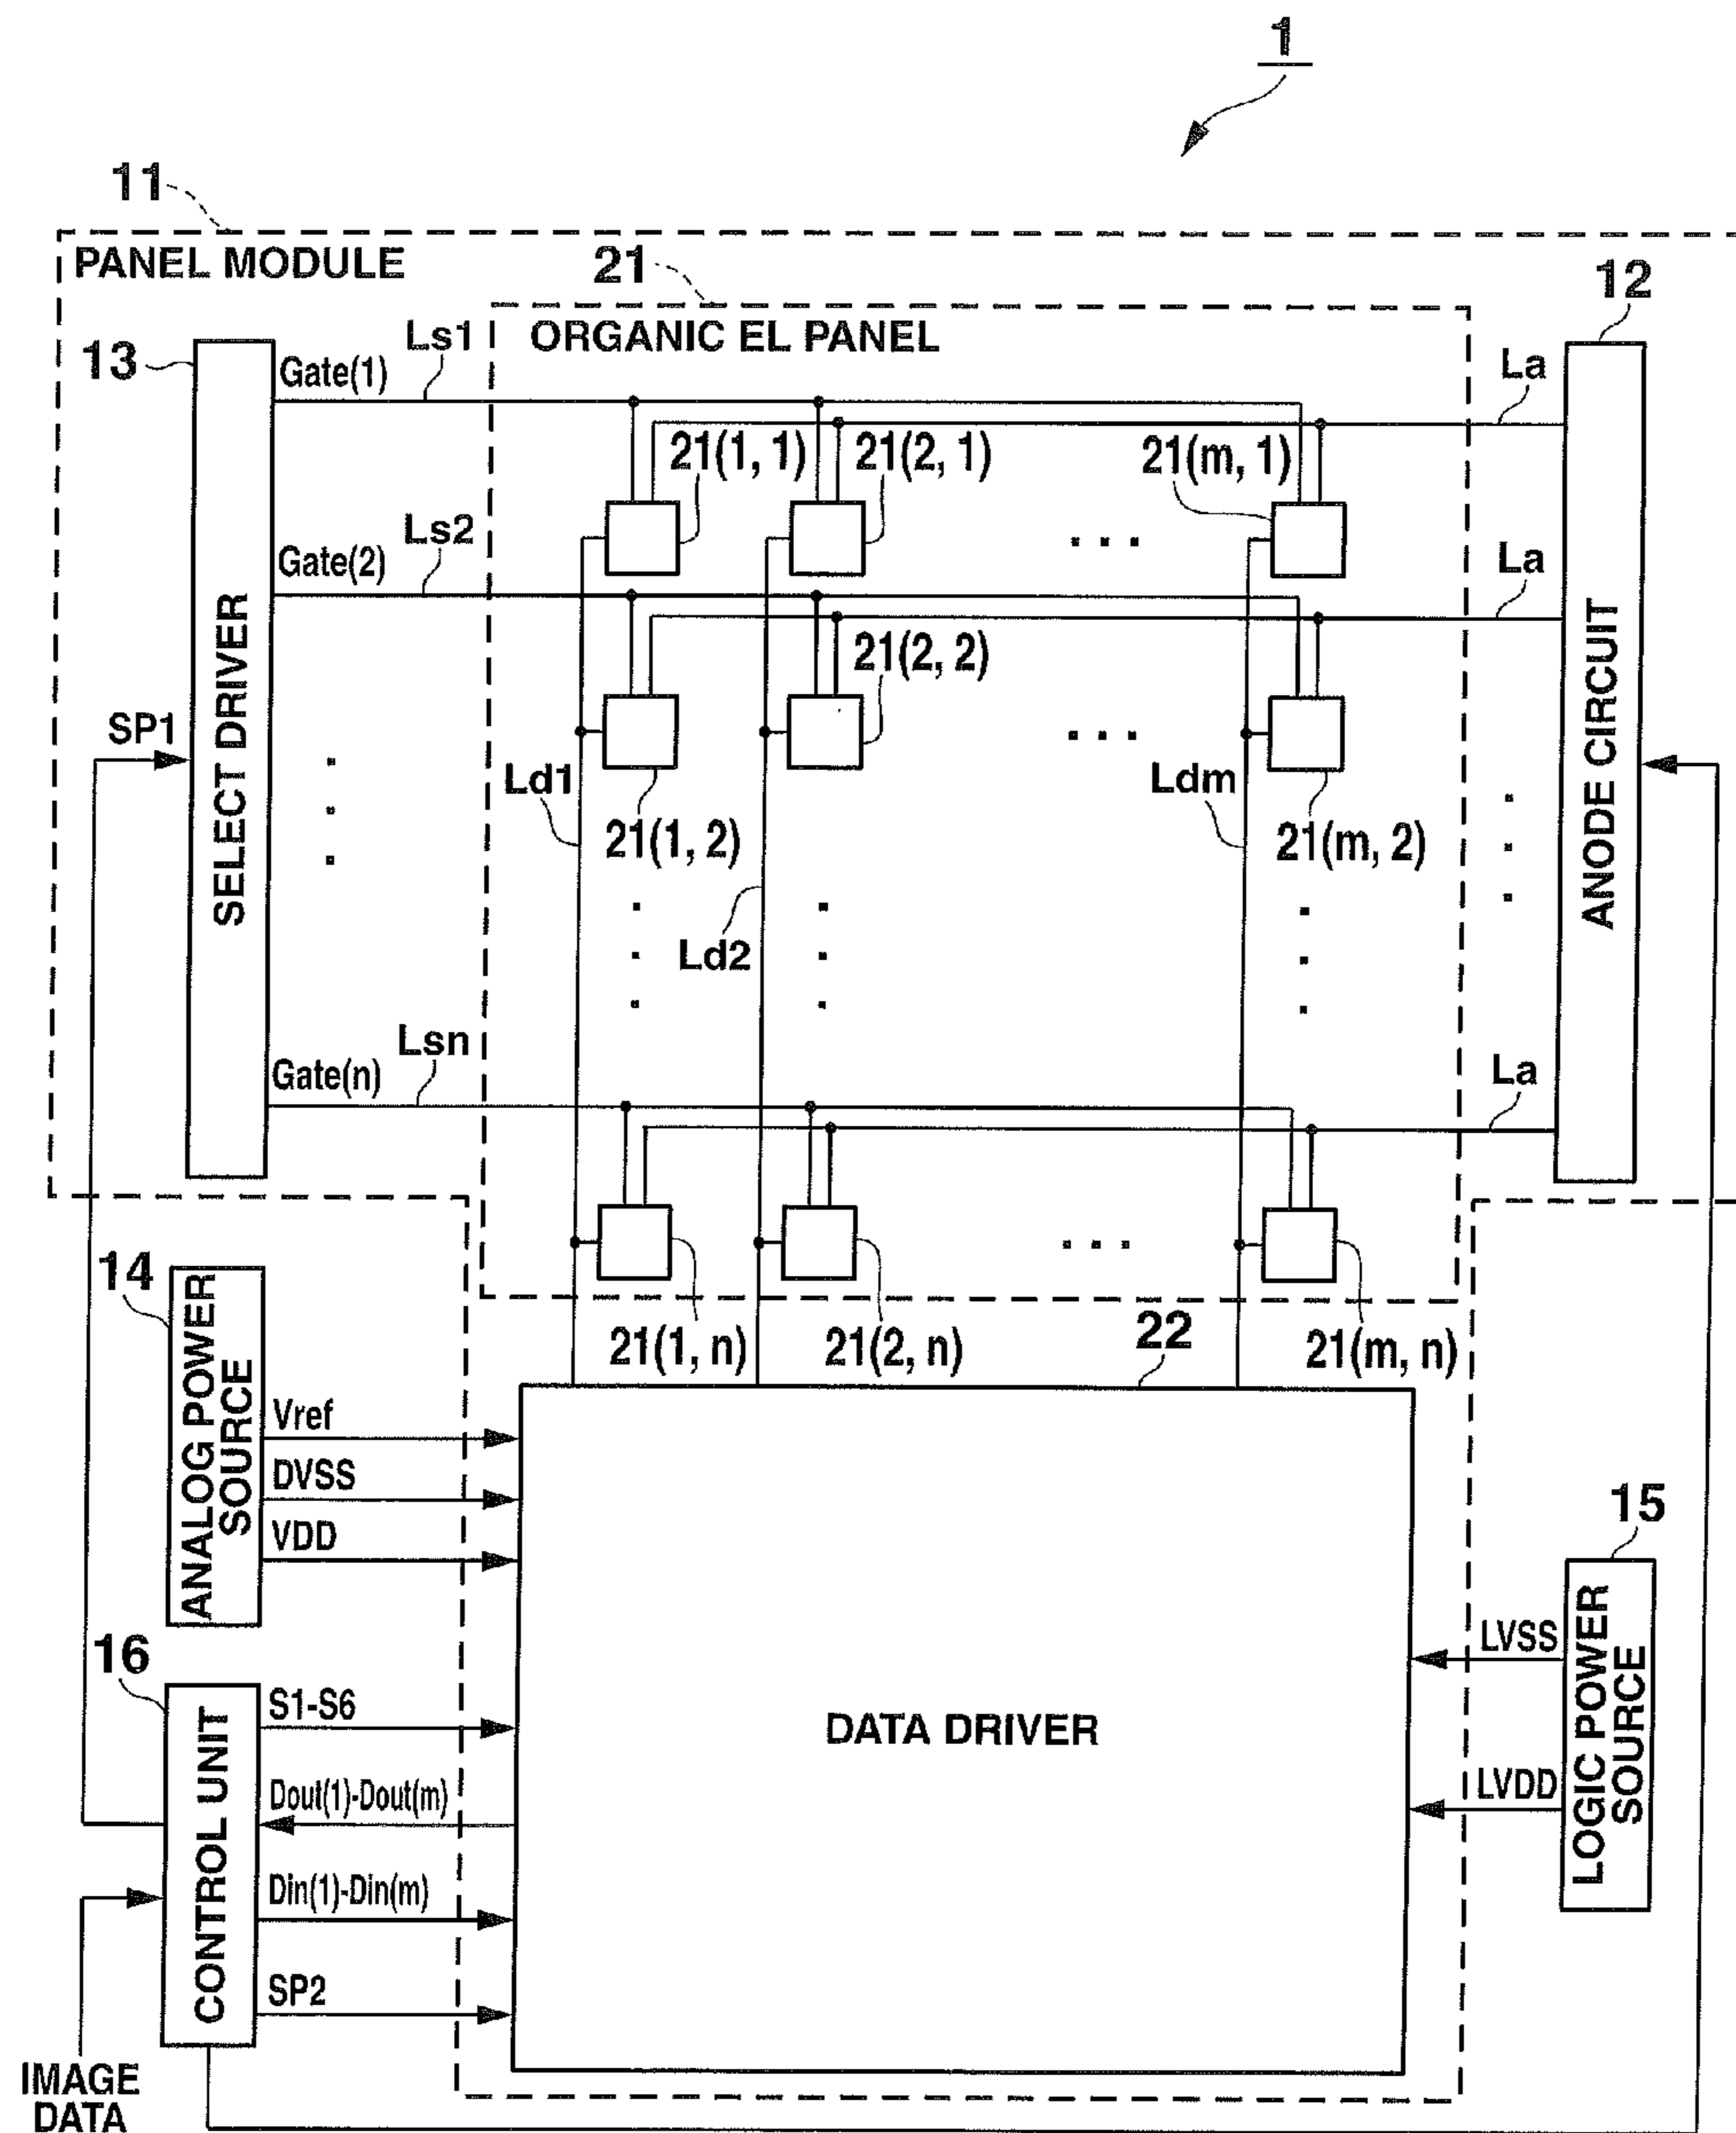 1
11
PANEL MODULE
21
12
13
Gate(1)
Ls1
ORGANIC EL PANEL
La
21(1, 1)
21(2, 1)
21(m, 1)
Gate(2)
Ls2
La
21(2, 2)
SP1
SELECT DRIVER
Ld1
Ldm
ANODE CIRCUIT
21(1, 2)
21(m, 2)
Ld2
Gate(n)
Lsn
La
14
21(1, n)
21(2, n)
22
21(m, n)
ANALOG POWER
SOURCE
Vref
DVSS
VDD
15
LOGIC POWER
SOURCE
LVSS
LVDD
16
CONTROL UNIT
S1-S6
Dout(1)-Dout(m)
Din(1)-Din(m)
SP2
DATA DRIVER
IMAGE
DATA